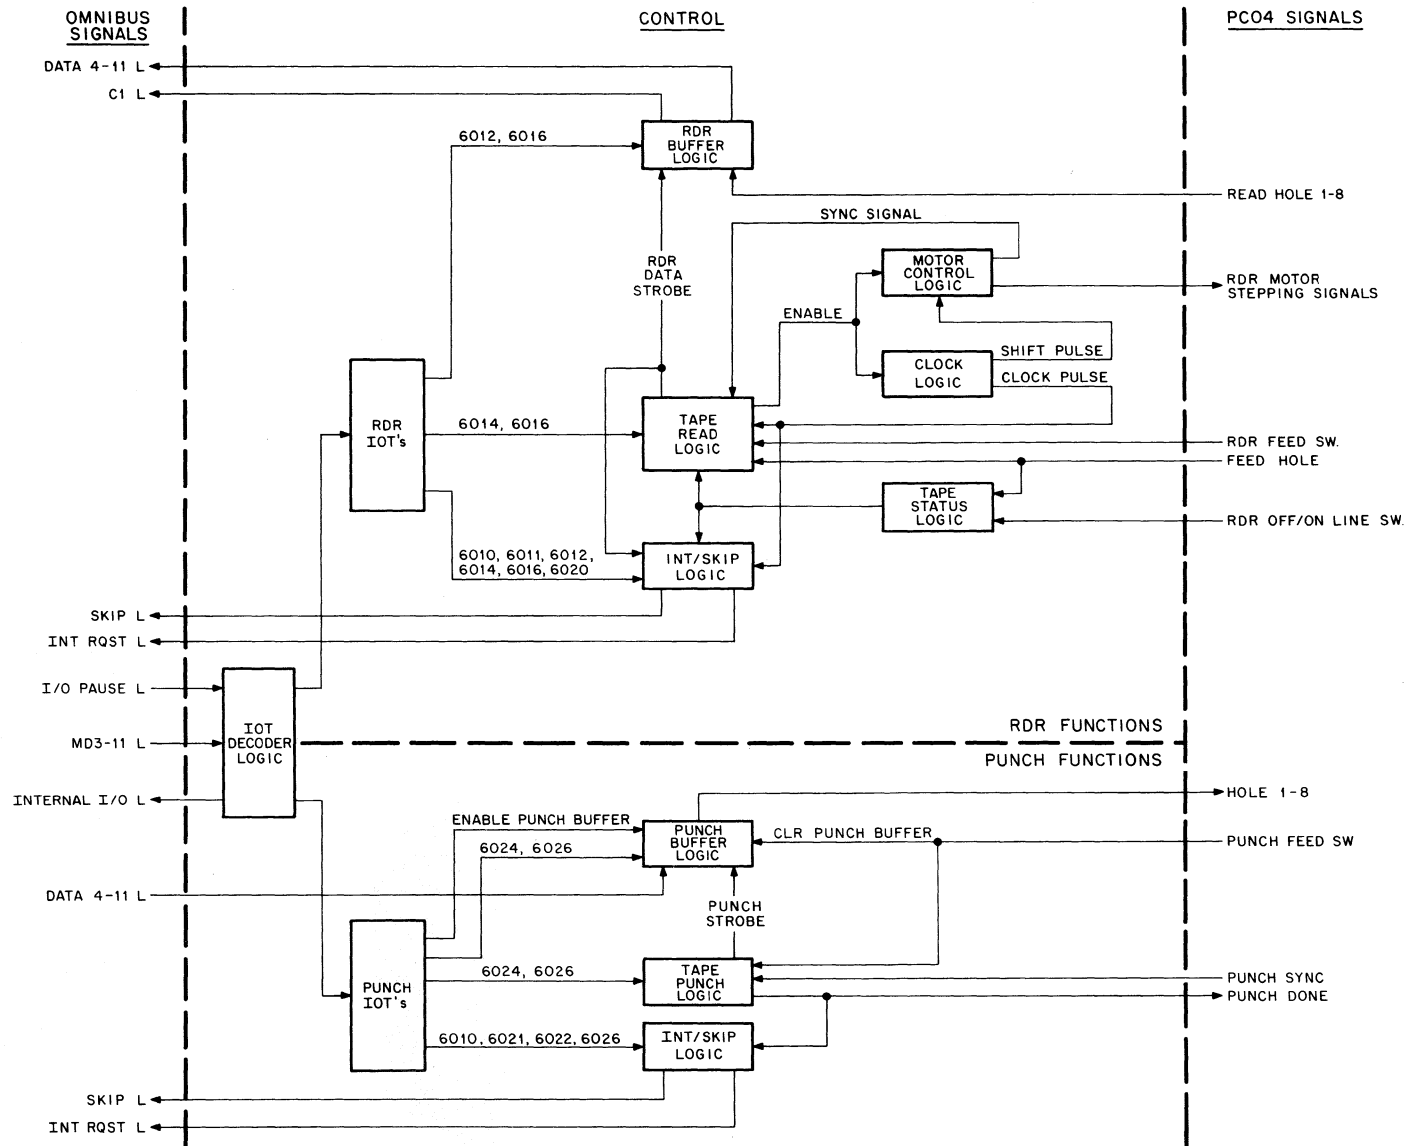 OMNIBUS
SIGNALS
CONTROL
PC04 SIGNALS
DATA 4-11 L
C1 L
6012, 6016
RDR
BUFFER
LOGIC
READ HOLE 1-8
SYNC SIGNAL
RDR
DATA
STROBE
MOTOR
CONTROL
LOGIC
RDR MOTOR
STEPPING SIGNALS
ENABLE
CLOCK
LOGIC
SHIFT PULSE
CLOCK PULSE
RDR
IOT's
6014, 6016
TAPE
READ
LOGIC
RDR FEED SW.
FEED HOLE
TAPE
STATUS
LOGIC
RDR OFF/ON LINE SW.
6010, 6011, 6012,
6014, 6016, 6020
INT/SKIP
LOGIC
SKIP L
INT RQST L
I/O PAUSE L
MD3-11 L
INTERNAL I/O L
IOT
DECODER
LOGIC
RDR FUNCTIONS
PUNCH FUNCTIONS
HOLE 1-8
ENABLE PUNCH BUFFER
6024, 6026
PUNCH
BUFFER
LOGIC
CLR PUNCH BUFFER
PUNCH FEED SW
DATA 4-11 L
PUNCH
STROBE
PUNCH
IOT's
6024, 6026
TAPE
PUNCH
LOGIC
PUNCH SYNC
PUNCH DONE
6010, 6021, 6022, 6026
INT/SKIP
LOGIC
SKIP L
INT RQST L